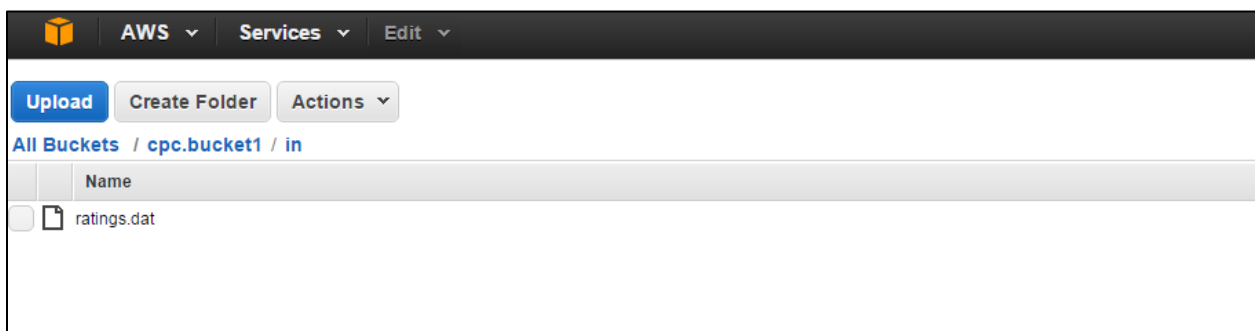 AWS Services Edit
Upload Create Folder Actions
All Buckets / cpc.bucket1 / in
Name
ratings.dat